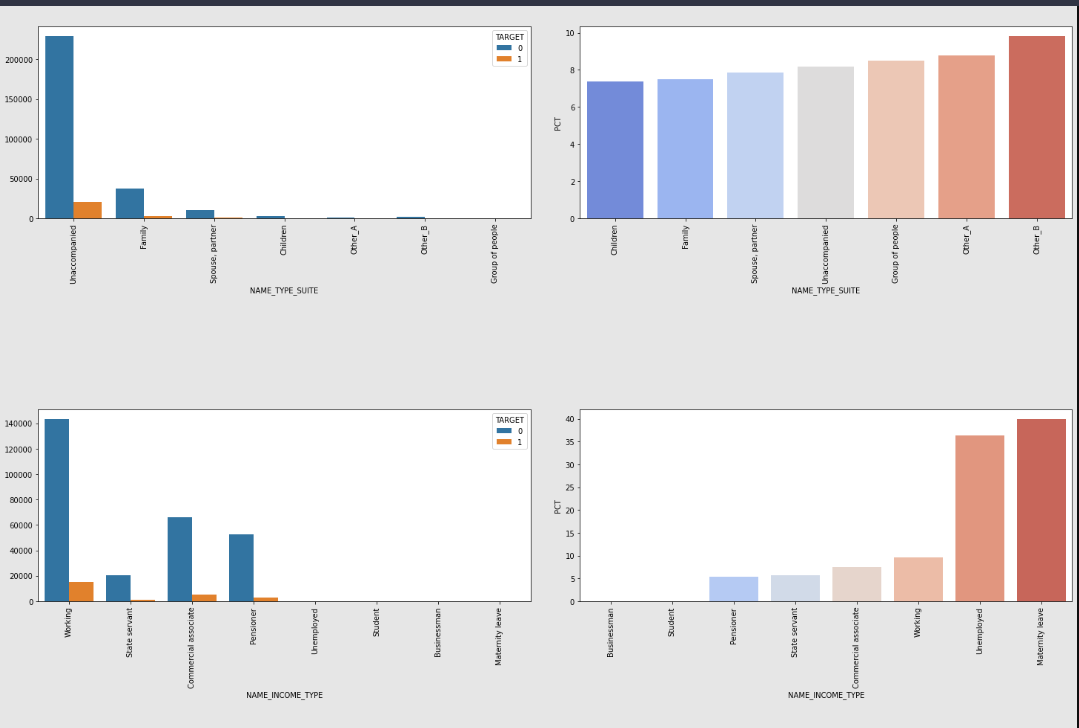 TARGET
0
1
200000
150000
100000
50000
0
Unaccompanied
Family
Spouse, partner
Children
Other_A
Other_B
Group of people
NAME_TYPE_SUITE
10
8
6
4
2
0
PCT
Children
Family
Spouse, partner
Unaccompanied
Group of people
Other_A
Other_B
NAME_TYPE_SUITE
TARGET
0
1
140000
120000
100000
80000
60000
40000
20000
0
Working
State servant
Commercial associate
Pensioner
Unemployed
Student
Businessman
Maternity leave
NAME_INCOME_TYPE
40
35
30
25
20
15
10
5
0
PCT
Businessman
Student
Pensioner
State servant
Commercial associate
Working
Unemployed
Maternity leave
NAME_INCOME_TYPE